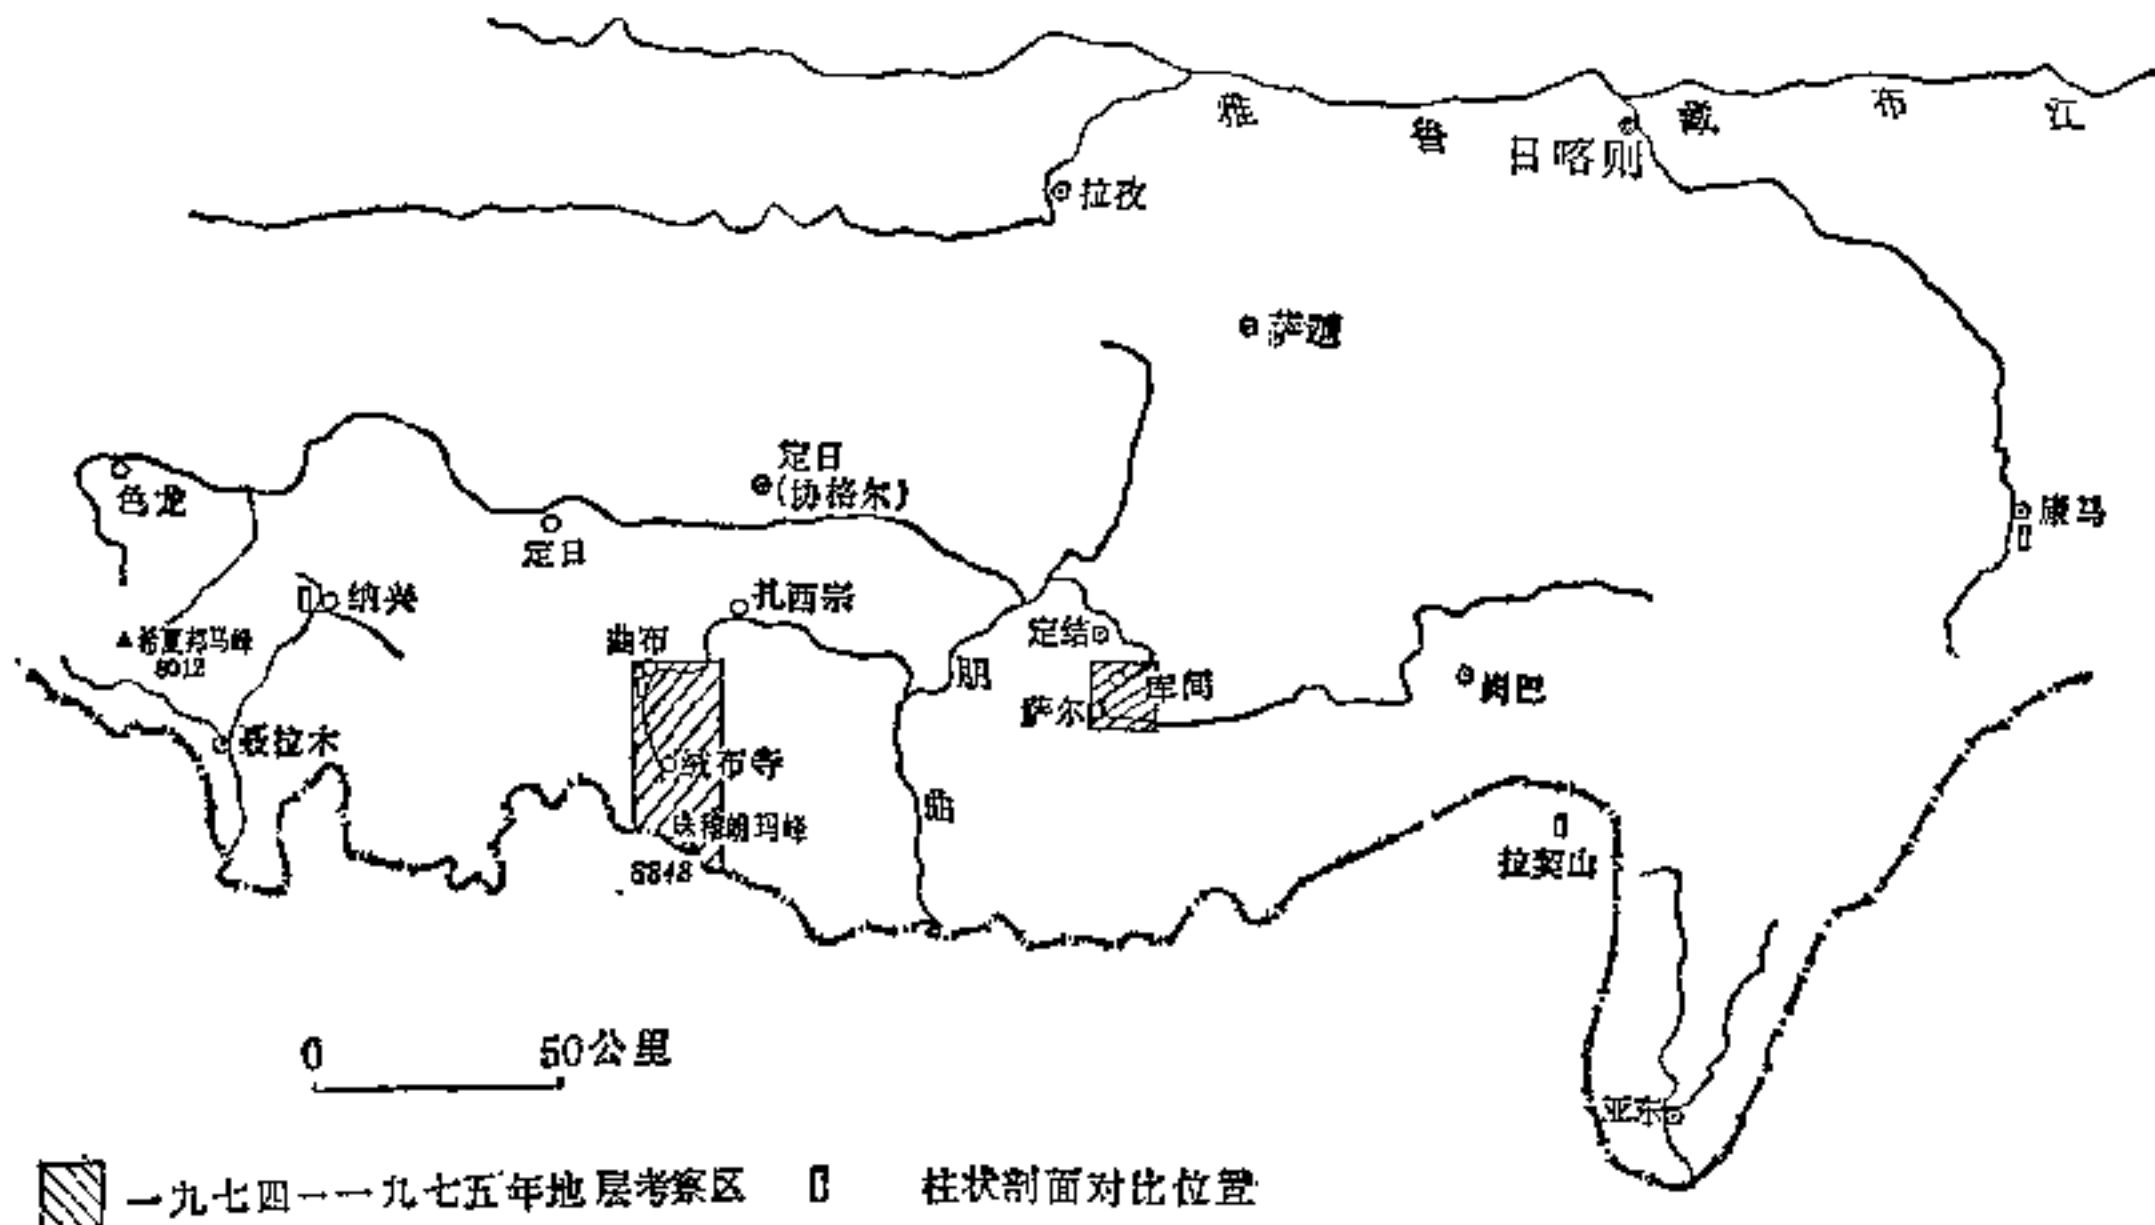 雅鲁藏布江
日喀则
拉孜
萨迦
定日
(协格尔)
色龙
定日
康马
纳兴
扎西宗
曲布
定结
希夏邦马峰
8012
朋
库间
萨尔
岗巴
聂拉木
绒布寺
曲
珠穆朗玛峰
8848
拉契山
0 50公里
亚东
一九七四一一九七五年地层考察区 柱状剖面对比位置